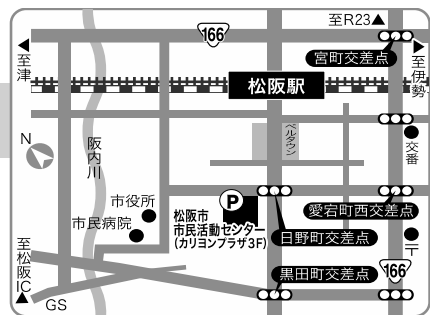 至R23▲
166
◀至津
宮町交差点
▶至伊勢
松阪駅
N
阪内川
ベルタウン
交番
市役所
市民病院
P
松阪市
市民活動センター
(カリヨンプラザ3F)
愛宕町西交差点
日野町交差点
〒
至松阪IC▲
黒田町交差点
166
GS